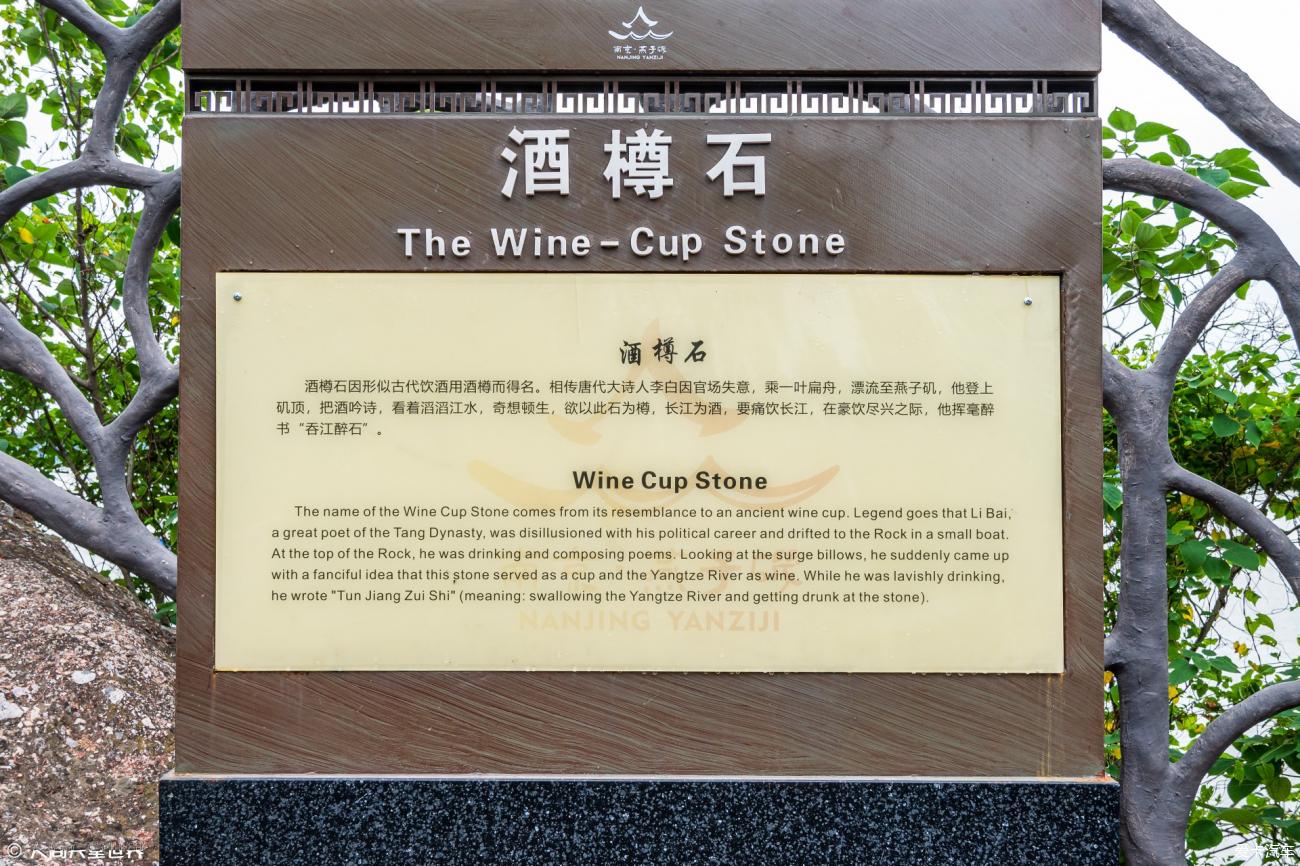 南京·燕子矶
NANJING YANZIJI
酒樽石
The Wine-Cup Stone
酒樽石
酒樽石因形似古代饮酒用酒樽而得名。相传唐代大诗人李白因官场失意，乘一叶扁舟，漂流至燕子矶，他登上
矶顶，把酒吟诗，看着滔滔江水，奇想顿生，欲以此石为樽，长江为酒，要痛饮长江，在豪饮尽兴之际，他挥毫醉
书“吞江醉石”。
Wine Cup Stone
The name of the Wine Cup Stone comes from its essemblance to an ancient wine cup. Legend goes that Li Bai,
a great poet of the Tang Dynasty, was disillusioned with his political career and drifted to the Rock in a small boat.
At the top of the Rock, he was drinking and composing poems. Looking at the surge billows, he suddenly came up
with a fanciful idea that this stone served as a cup and the Yangtze River as wine. While he was lavishly drinking,
he wrote "Tun Jiang Zui Shi" (meaning: swallowing the Yangtze River and getting drunk at the stone).
NANJING YANZIJI
爱卡汽车